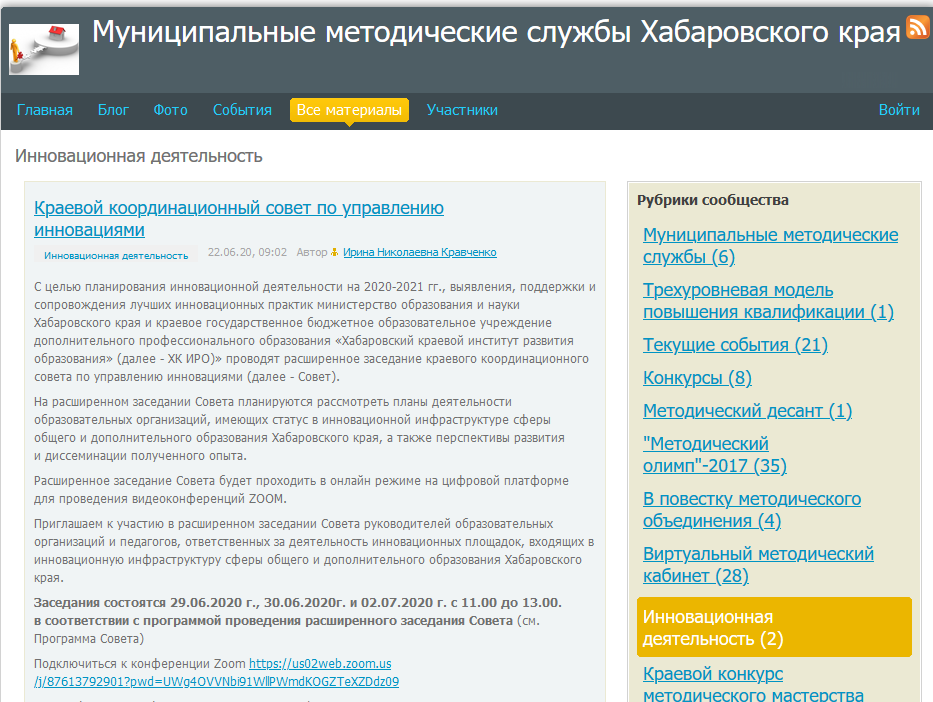 Муниципальные методические службы Хабаровского края
Главная Блог Фото События Все материалы Участники Войти
Инновационная деятельность
Краевой координационный совет по управлению
инновациями
Инновационная деятельность 22.06.20, 09:02 Автор Ирина Николаевна Кравченко
С целью планирования инновационной деятельности на 2020-2021 гг., выявления, поддержки и
сопровождения лучших инновационных практик министерство образования и науки
Хабаровского края и краевое государственное бюджетное образовательное учреждение
дополнительного профессионального образования «Хабаровский краевой институт развития
образования» (далее - ХК ИРО)» проводят расширенное заседание краевого координационного
совета по управлению инновациями (далее - Совет).
На расширенном заседании Совета планируются рассмотреть планы деятельности
образовательных организаций, имеющих статус в инновационной инфраструктуре сферы
общего и дополнительного образования Хабаровского края, а также перспективы развития
и диссеминации полученного опыта.
Расширенное заседание Совета будет проходить в онлайн режиме на цифровой платформе
для проведения видеоконференций ZOOM.
Приглашаем к участию в расширенном заседании Совета руководителей образовательных
организаций и педагогов, ответственных за деятельность инновационных площадок, входящих в
инновационную инфраструктуру сферы общего и дополнительного образования Хабаровского
края.
Заседания состоятся 29.06.2020 г., 30.06.2020г. и 02.07.2020 г. с 11.00 до 13.00.
в соответствии с программой проведения расширенного заседания Совета (см.
Программа Совета)
Подключиться к конференции Zoom https://us02web.zoom.us
/j/87613792901?pwd=UWg4OVVNbi91WllPWmdKOGZTeXZDdz09
Рубрики сообщества
Муниципальные методические
службы (6)
Трехуровневая модель
повышения квалификации (1)
Текущие события (21)
Конкурсы (8)
Методический десант (1)
"Методический
олимп"-2017 (35)
В повестку методического
объединения (4)
Виртуальный методический
кабинет (28)
Инновационная
деятельность (2)
Краевой конкурс
методического мастерства